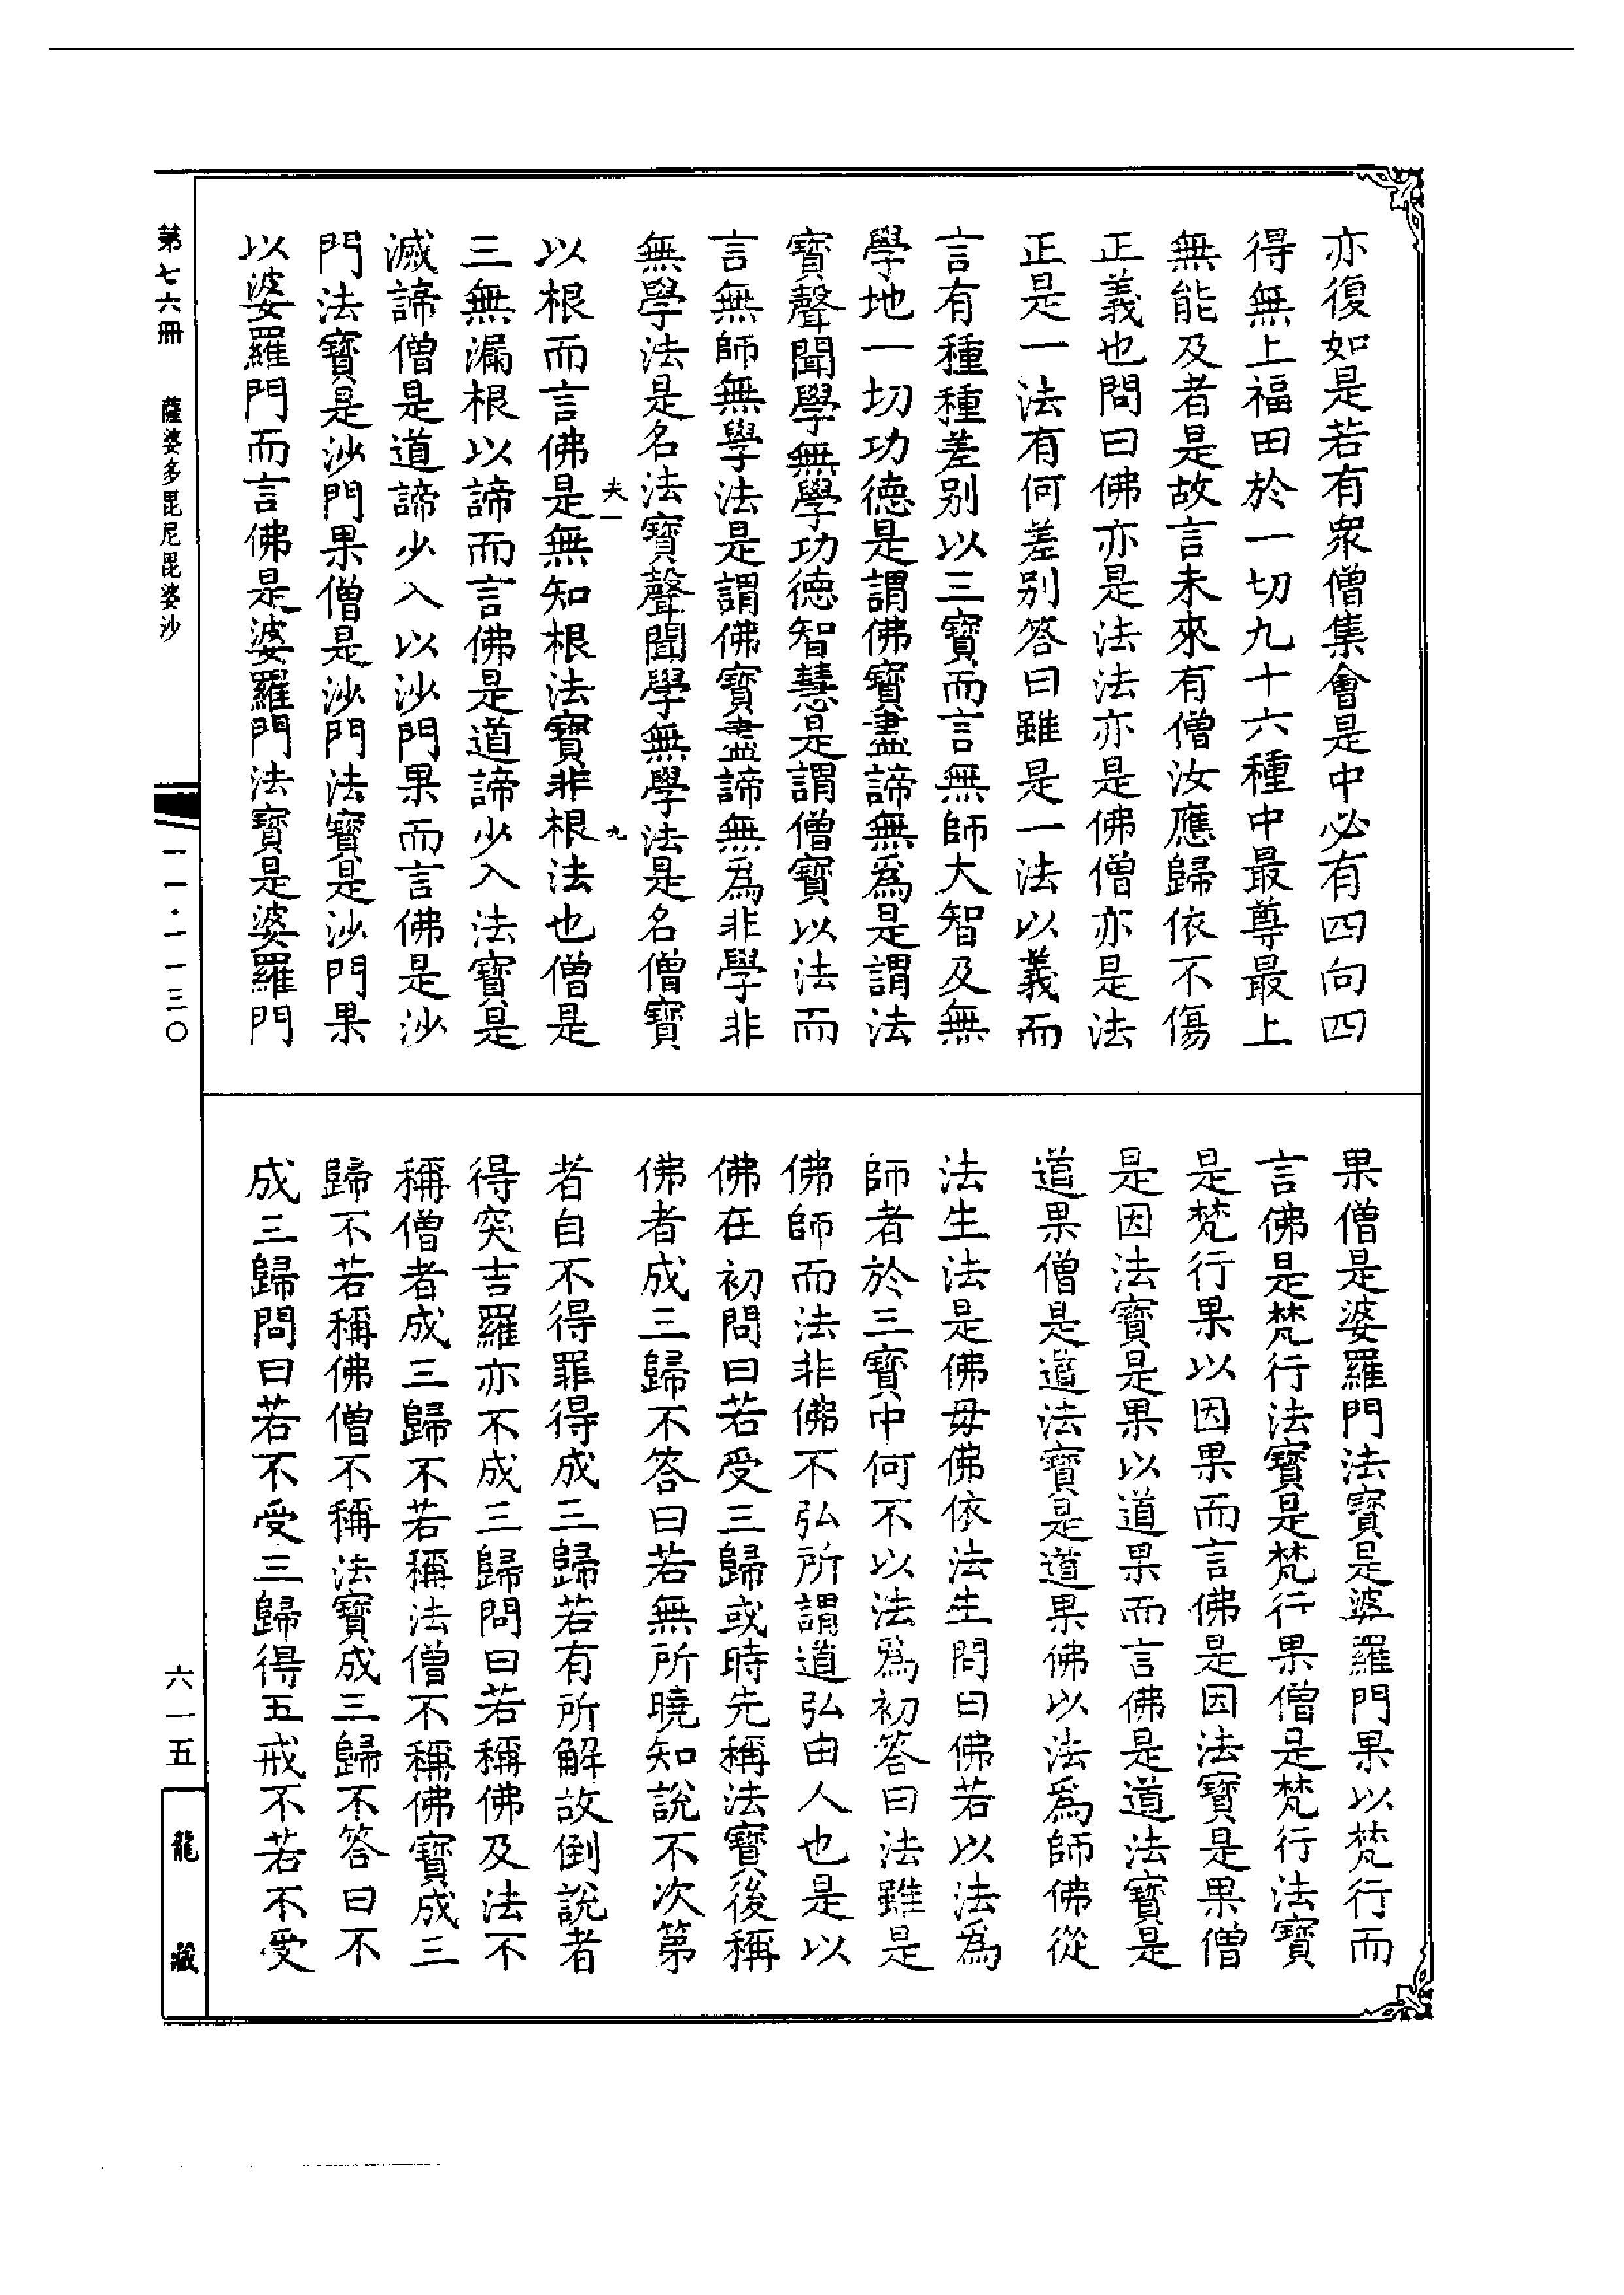 亦復如是若有衆僧集會是中必有四向四
得無上福田於一切九十六種中最尊最上
無能及者是故言未來有僧汝應歸依不傷
正義也問曰佛亦是法法亦是佛僧亦是法
正是一法有何差别答曰雖是一法以義而
言有種種差别以三寶而言無師大智及無
學地一切功德是謂佛寶盡諦無爲是謂法
寶聲聞學無學功德智慧是謂僧寶以法而
言無師無學法是謂佛寶盡諦無爲非學非
無學法是名法寶聲聞學無學法是名僧寶
以根而言佛是無知根法寶非根法也僧是
三無漏根以諦而言佛是道諦少入法寶是
滅諦僧是道諦少入以沙門果而言佛是沙
門法寶是沙門果僧是沙門法寶是沙門果
以婆羅門而言佛是婆羅門法寶是婆羅門
果僧是婆羅門法寶是婆羅門果以梵行而
言佛是梵行法寶是梵行果僧是梵行法寶
是梵行果以因果而言佛是因法寶是果僧
是因法寶是果以道果而言佛是道法寶是
道果僧是道法寶是道果佛以法爲師佛從
法生法是佛母佛依法生問曰佛若以法爲
師者於三寶中何不以法爲初答曰法雖是
佛師而法非佛不弘所謂道弘由人也是以
佛在初問曰若受三歸或時先稱法寶後稱
佛者成三歸不答曰若無所曉知說不次第
者自不得罪得成三歸若有所解故倒說者
得突吉羅亦不成三歸問曰若稱佛及法不
稱僧者成三歸不若稱法僧不稱佛寶成三
歸不若稱佛僧不稱法寶成三歸不答曰不
成三歸問曰若不受三歸得五戒不若不受
夫一
九
第七六冊 薩婆多毘尼毘婆沙
一一·一一三〇
六一五
龍藏